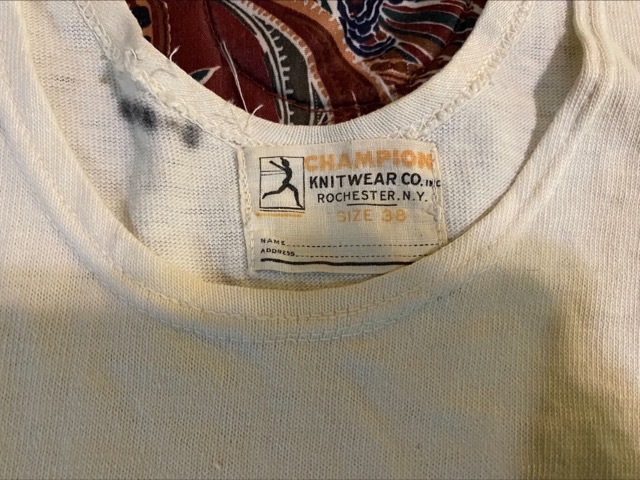 CHAMPION
KNITWEAR CO. INC
ROCHESTER. N.Y.
SIZE 38
NAME
ADDRESS